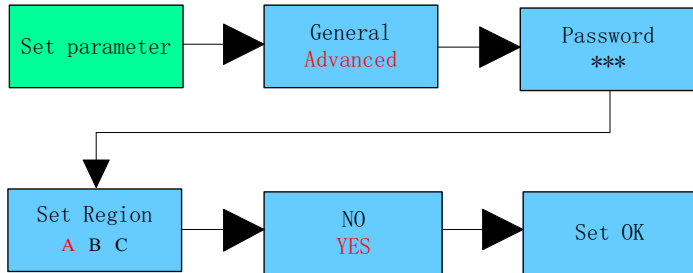 Set parameter
General
Advanced
Password
***
Set Region
A B C
NO
YES
Set OK